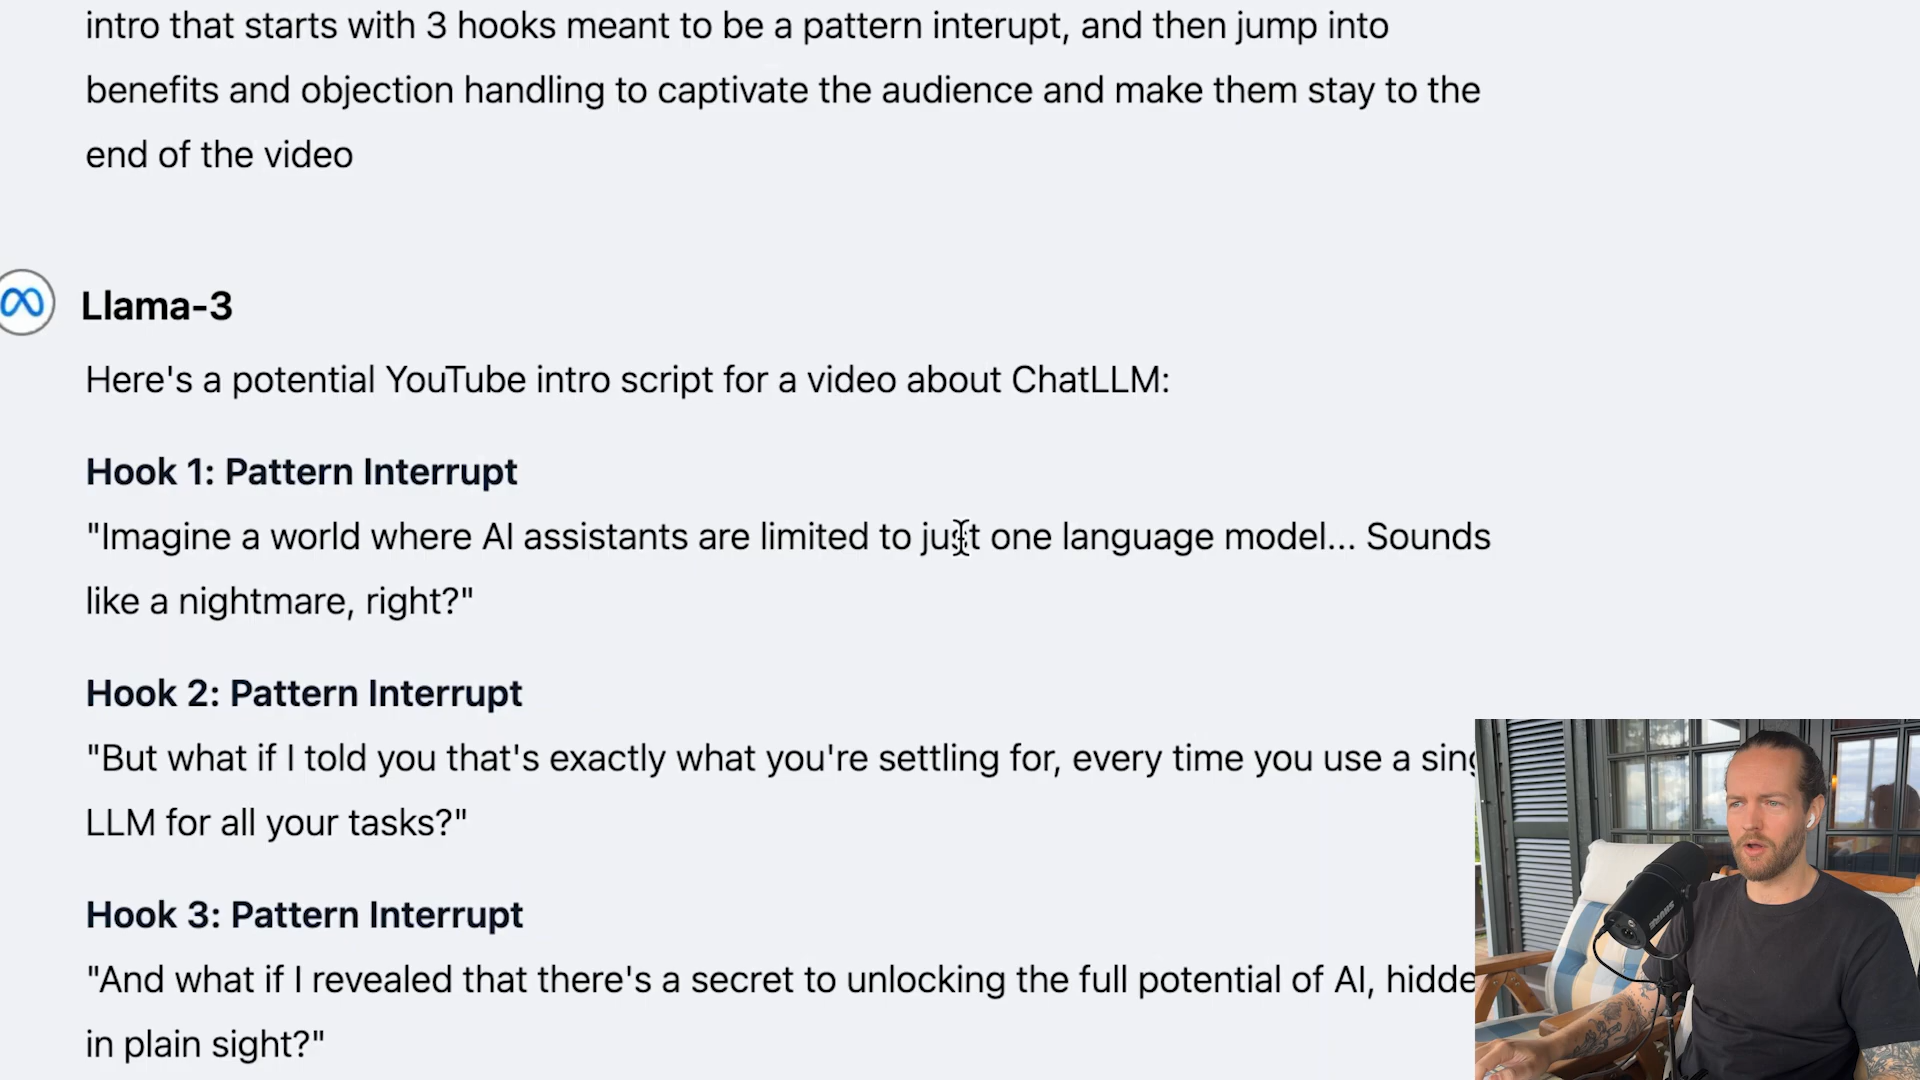 intro that starts with 3 hooks meant to be a pattern interupt, and then jump into
benefits and objection handling to captivate the audience and make them stay to the
end of the video
Llama-3
Here's a potential YouTube intro script for a video about ChatLLM:
Hook 1: Pattern Interrupt
"Imagine a world where AI assistants are limited to just one language model... Sounds
like a nightmare, right?"
Hook 2: Pattern Interrupt
"But what if I told you that's exactly what you're settling for, every time you use a
LLM for all your tasks?"
Hook 3: Pattern Interrupt
"And what if I revealed that there's a secret to unlocking the full potential of AI,
in plain sight?"